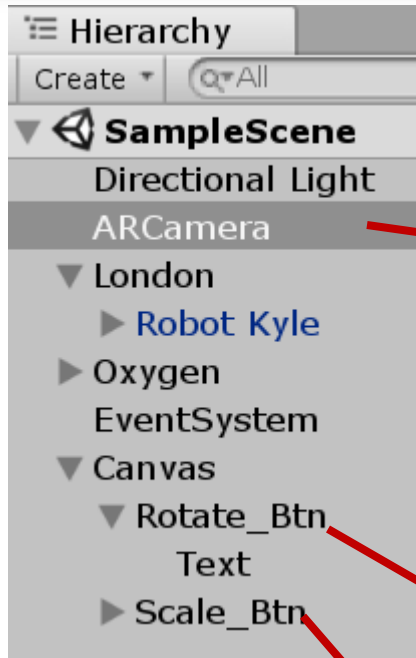 Hierarchy
Create All
SampleScene
Directional Light
ARCamera
London
Robot Kyle
Oxygen
EventSystem
Canvas
Rotate_Btn
Text
Scale_Btn